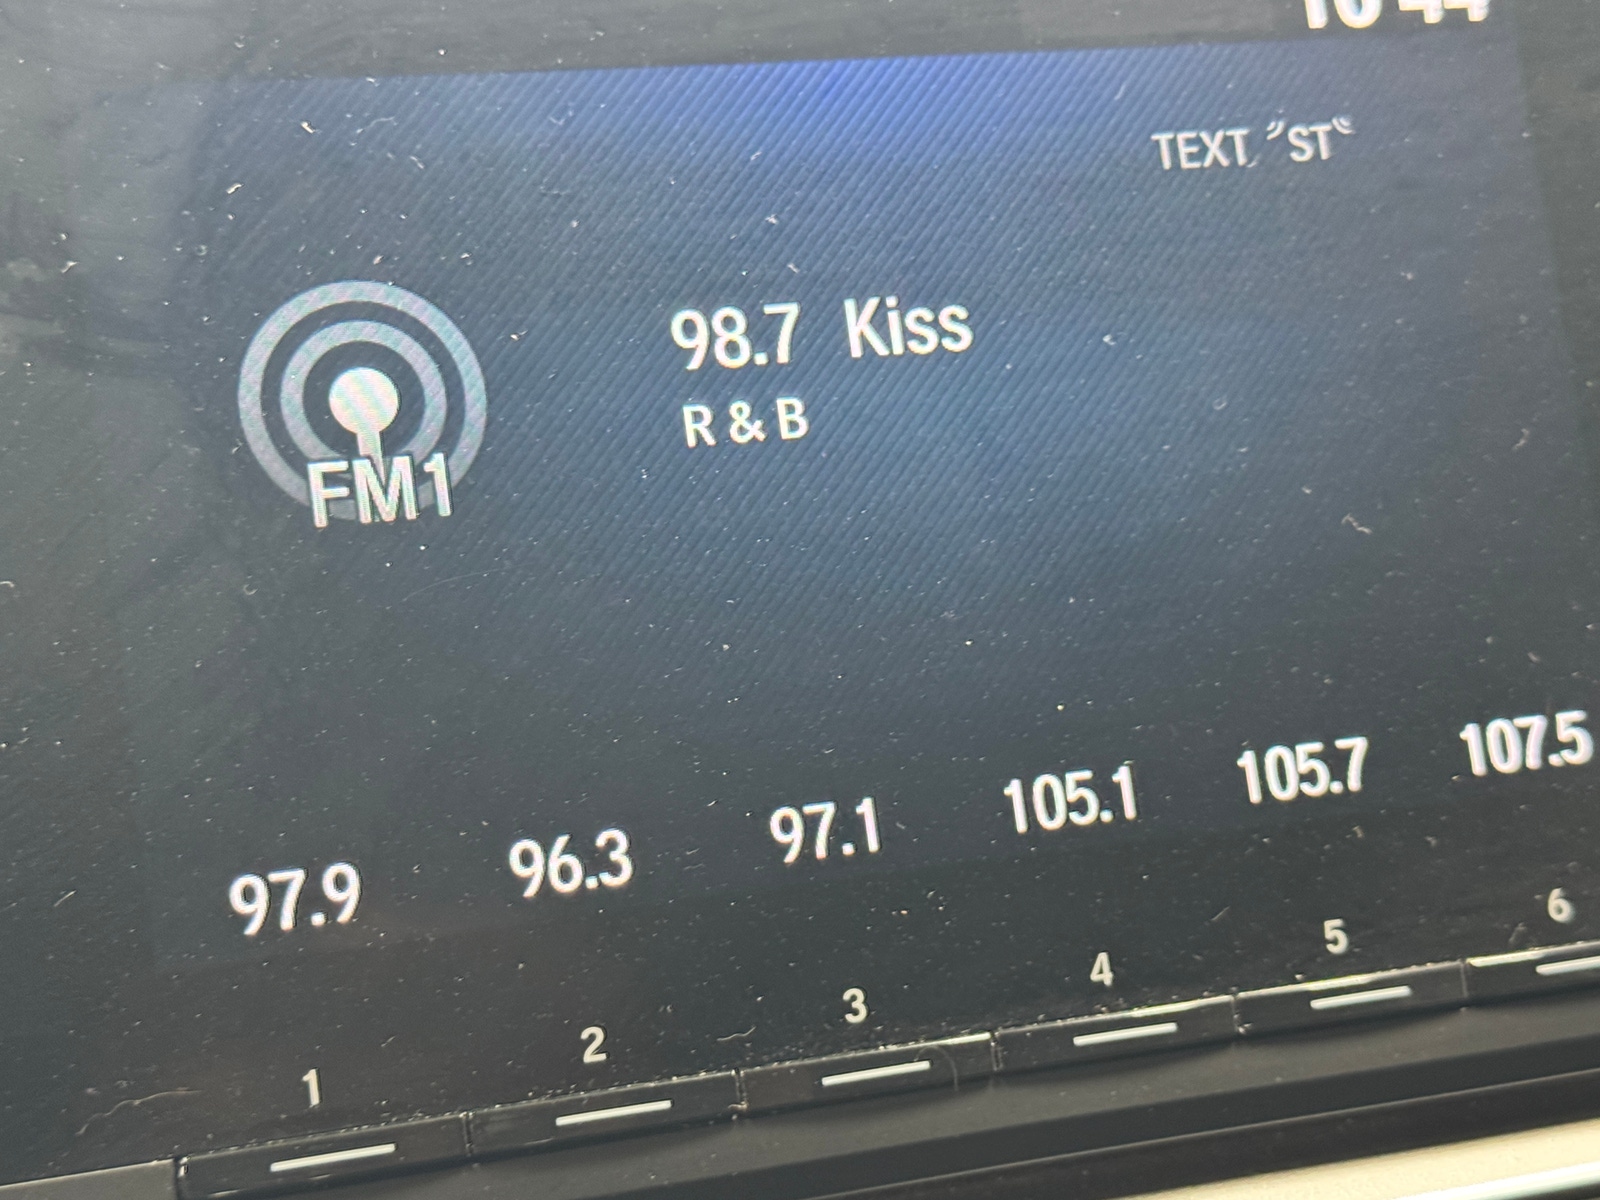 TEXT "ST"
98.7 Kiss
R & B
FM1
97.9 96.3 97.1 105.1 105.7 107.5
1 2 3 4 5 6